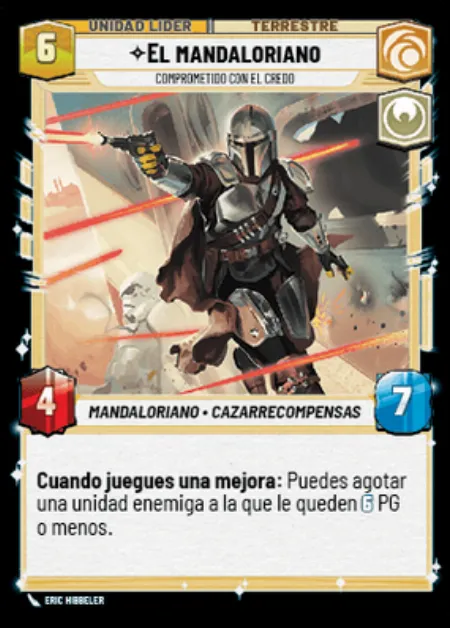 UNIDAD LÍDER || TERRESTRE
6
EL MANDALORIANO
COMPROMETIDO CON EL CREDO
4
MANDALORIANO • CAZARRECOMPENSAS
7
Cuando juegues una mejora: Puedes agotar
una unidad enemiga a la que le queden 6 PG
o menos.
ERIC HIBBELER